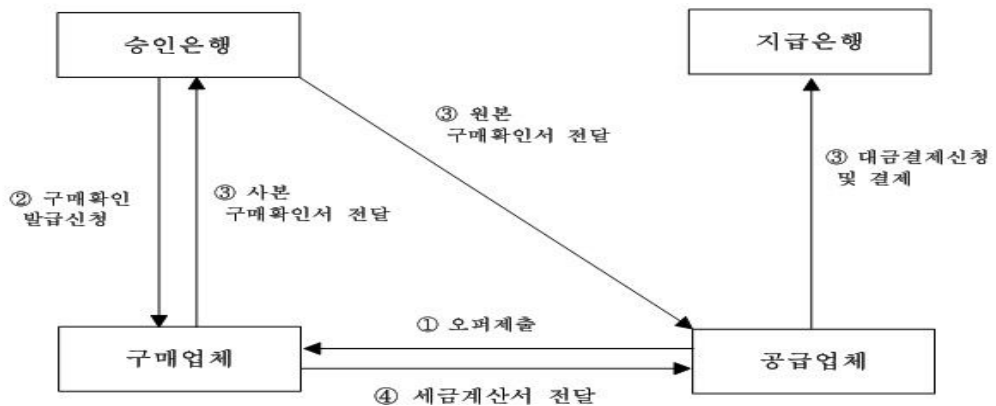 승인은행
지급은행
③ 원본
구매확인서 전달
③ 대금결제신청
및 결제
② 구매확인
발급신청
③ 사본
구매확인서 전달
① 오퍼제출
구매업체
공급업체
④ 세금계산서 전달